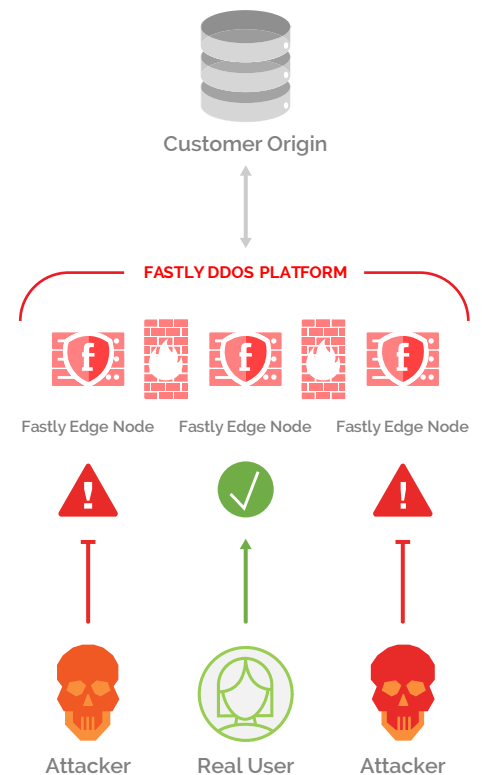 Customer Origin
FASTLY DDOS PLATFORM
f f f
Fastly Edge Node Fastly Edge Node Fastly Edge Node
! !
Attacker Real User Attacker